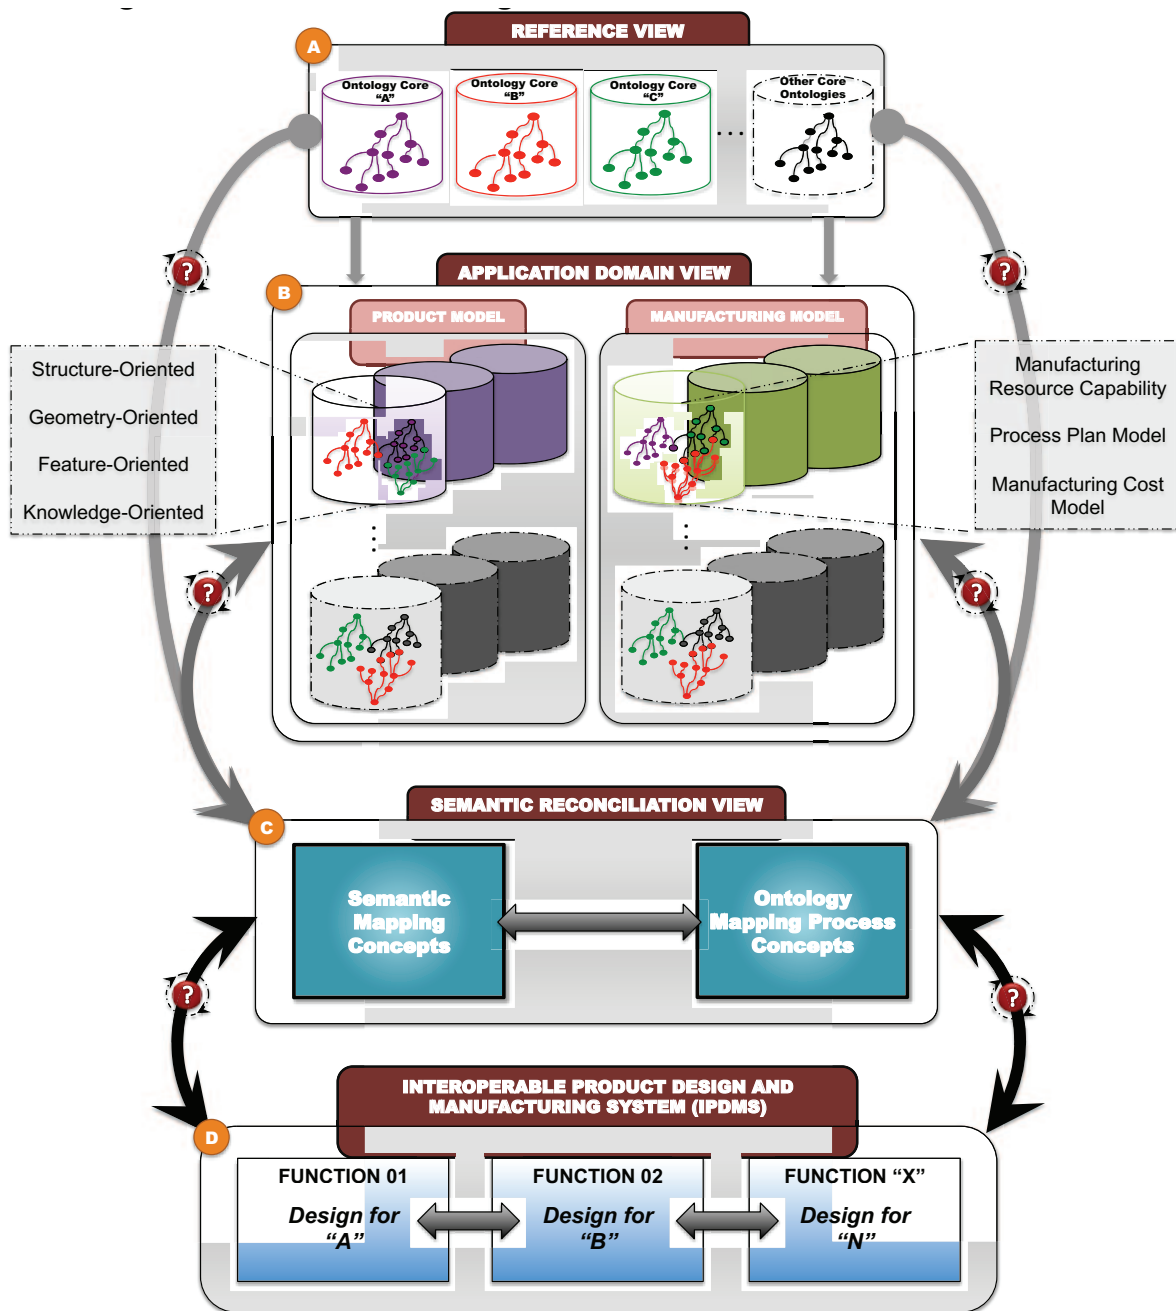 REFERENCE VIEW
A
Ontology Core
“A”
Ontology Core
“B”
Ontology Core
“C”
. . . .
Other Core
Ontologies
?
?
APPLICATION DOMAIN VIEW
B
PRODUCT MODEL
MANUFACTURING MODEL
Structure-Oriented
Geometry-Oriented
Feature-Oriented
Knowledge-Oriented
Manufacturing
Resource Capability
Process Plan Model
Manufacturing Cost
Model
?
?
SEMANTIC RECONCILIATION VIEW
C
Semantic
Mapping
Concepts
Ontology
Mapping Process
Concepts
?
?
INTEROPERABLE PRODUCT DESIGN AND
MANUFACTURING SYSTEM (IPDMS)
D
FUNCTION 01
Design for
“A”
FUNCTION 02
Design for
“B”
FUNCTION “X”
Design for
“N”